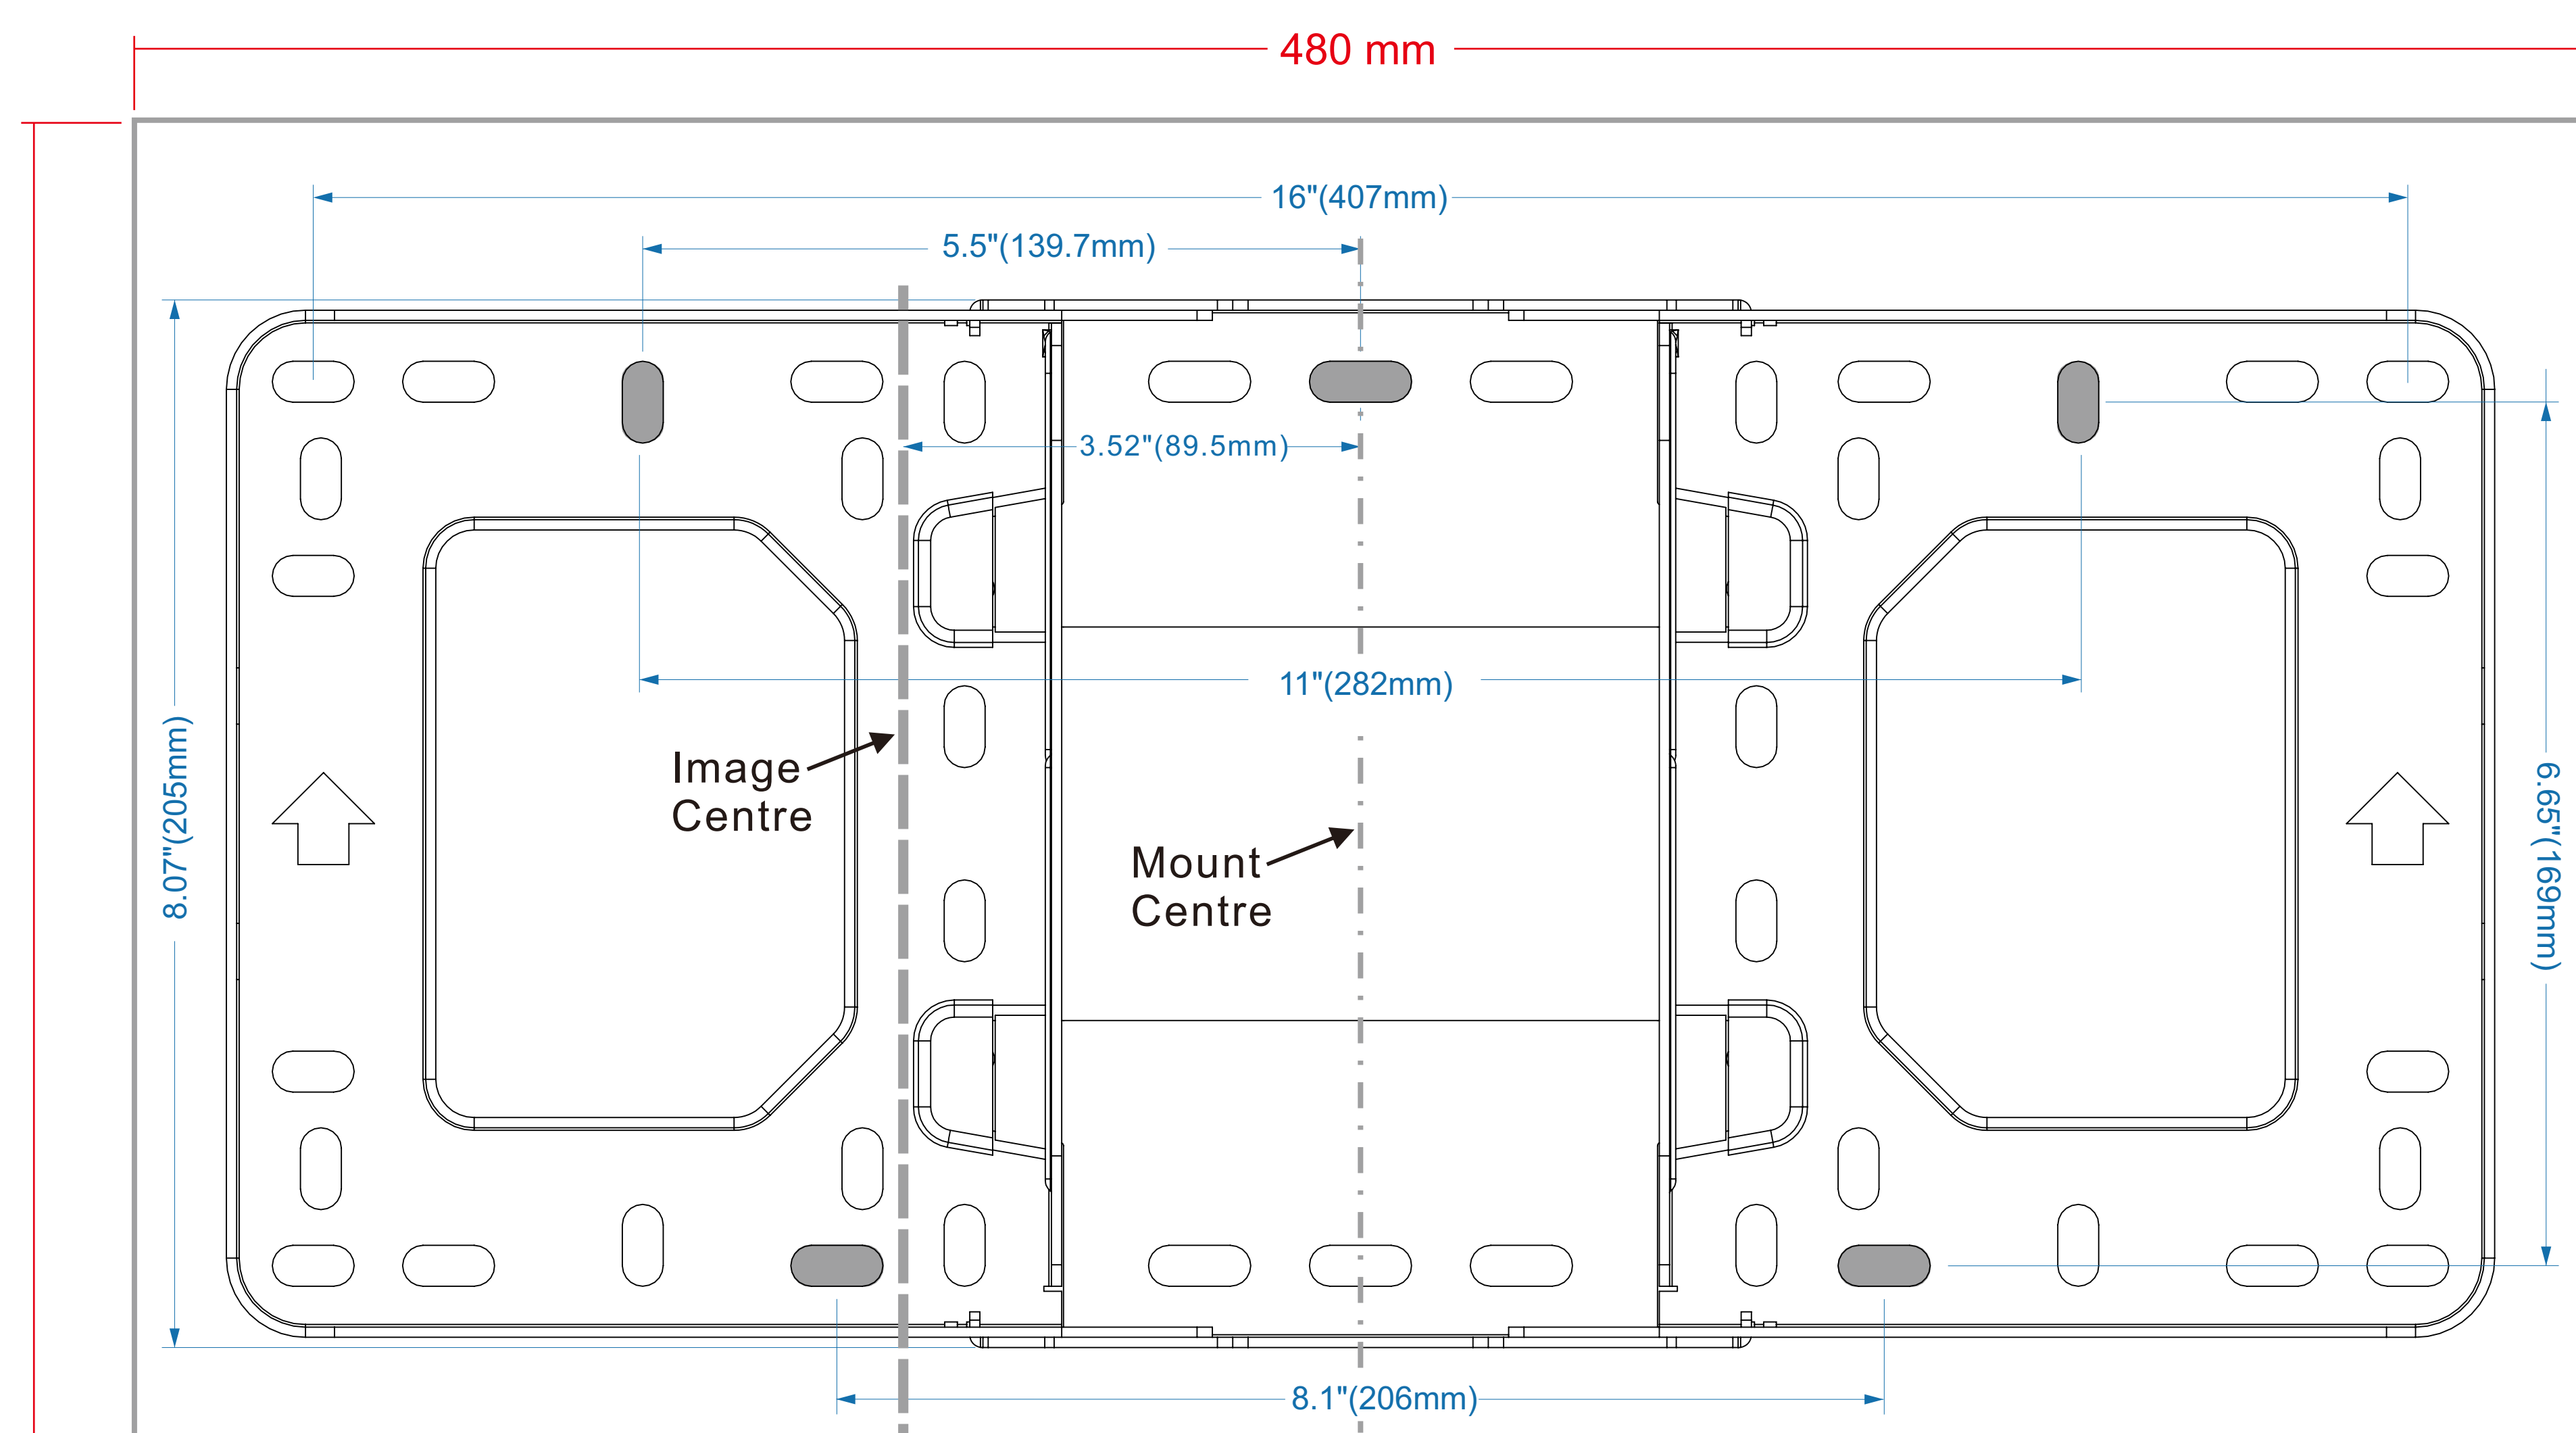 480 mm
16"(407mm)
5.5"(139.7mm)
3.52"(89.5mm)
11"(282mm)
Image
Centre
Mount
Centre
8.07"(205mm)
6.65"(169mm)
8.1"(206mm)